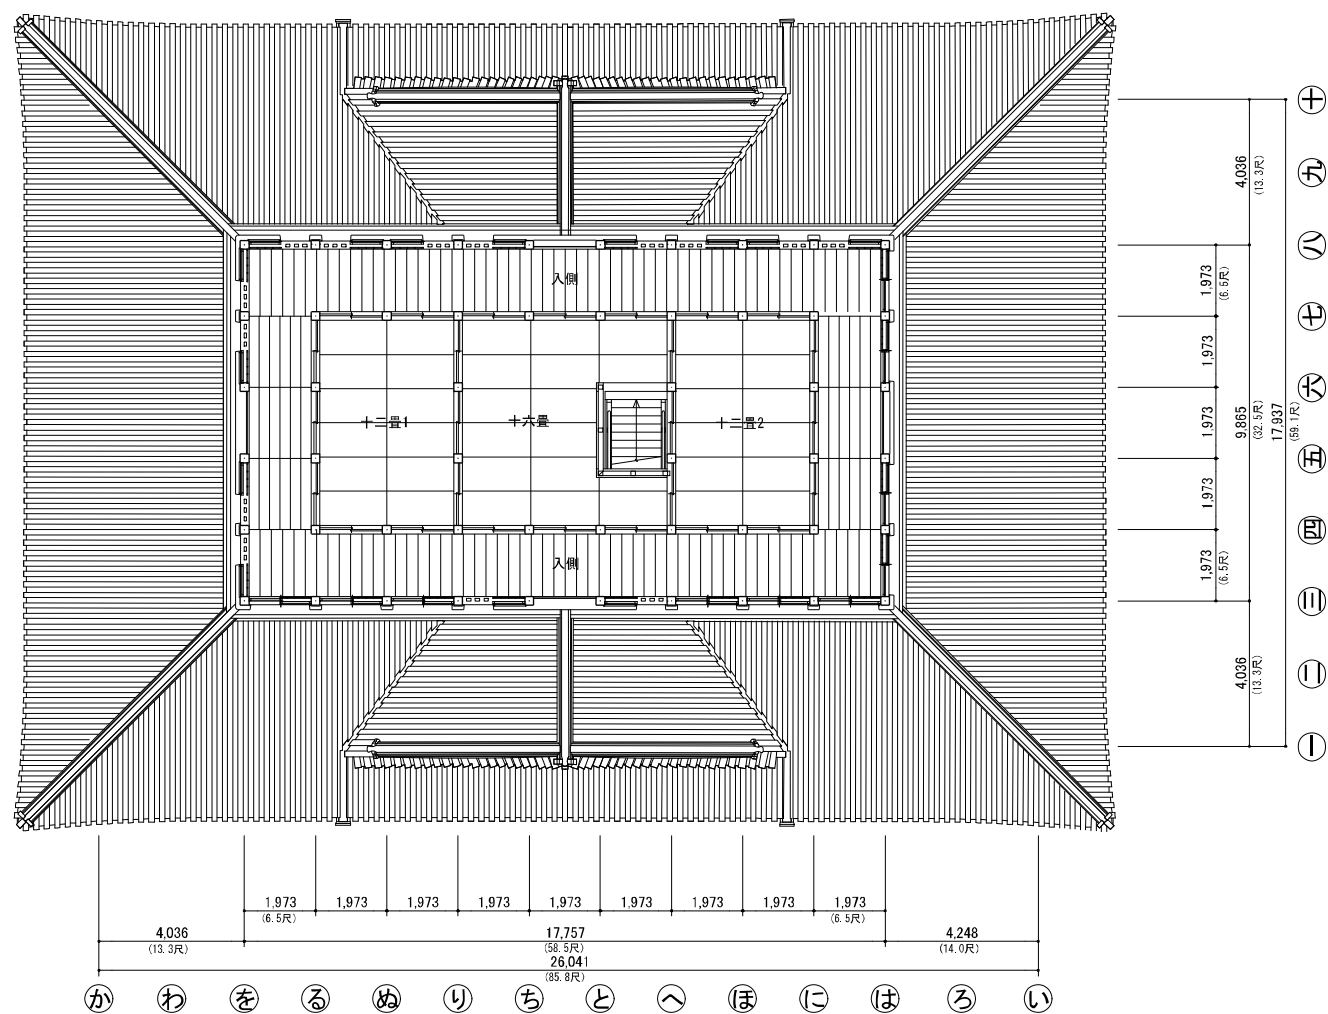 十
4,036
(13.3尺)
九
八
入側
1,973
(6.5尺)
七
1,973
六
十二畳1
十六畳
十二畳2
1,973
9,865
(32.5尺)
17,937
(59.1尺)
五
1,973
四
入側
1,973
(6.5尺)
三
4,036
(13.3尺)
二
一
1,973
1,973
1,973
1,973
1,973
1,973
1,973
1,973
1,973
(6.5尺)
(6.5尺)
4,036
17,757
4,248
(13.3尺)
(58.5尺)
(14.0尺)
26,041
(85.8尺)
か わ を る ぬ り ち と へ ほ に は ろ い